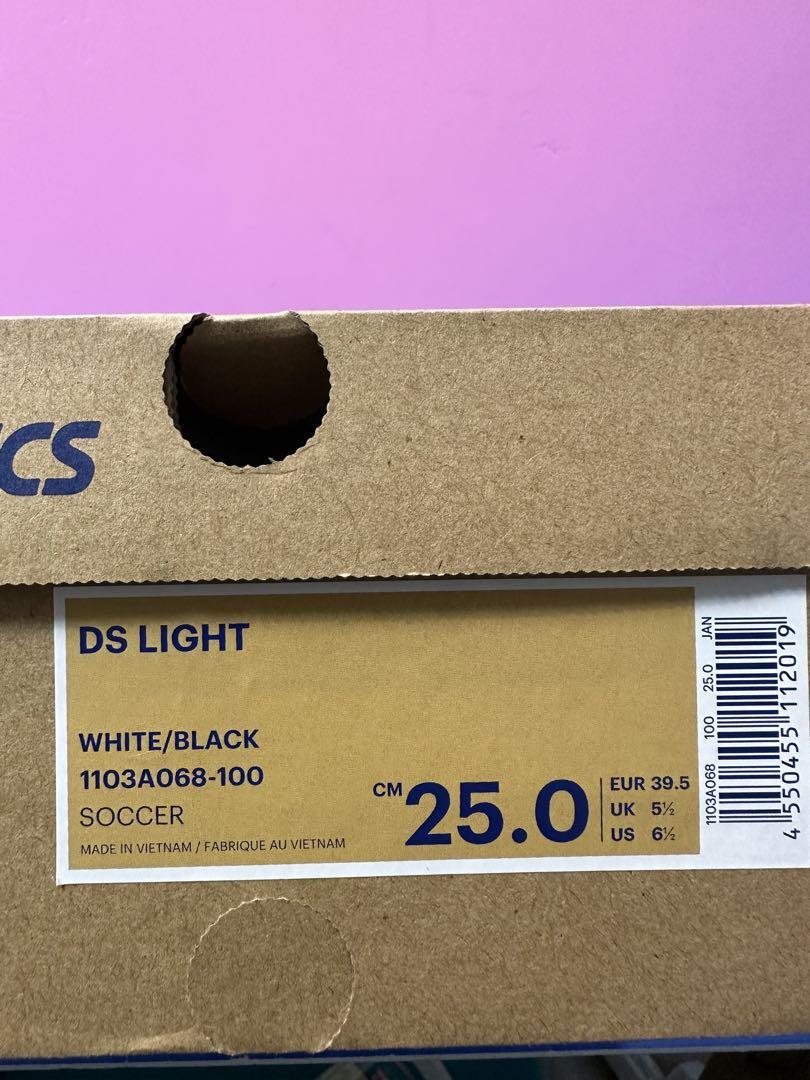 CS
DS LIGHT
WHITE/BLACK
1103A068-100
SOCCER
MADE IN VIETNAM / FABRIQUE AU VIETNAM
CM 25.0
EUR 39.5
UK 5½
US 6½
1103A068 100 25.0 JAN
4 550455 112019